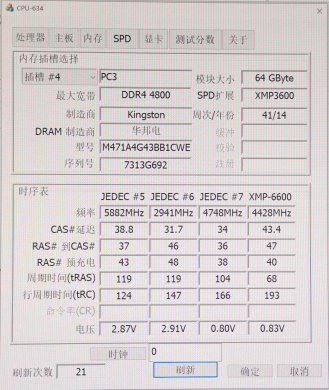 CPU-634
处理器 主板 内存 SPD 显卡 测试分数 关于
内存插槽选择
插槽 #4 PC3 模块大小 64 GByte
最大宽带 DDR4 4800 SPD扩展 XMP3600
制造商 Kingston 周次/年份 41/14
DRAM 制造商 华邦电 缓冲
型号 M471A4G43BB1CWE 校验
序列号 7313G692 注册
时序表
JEDEC #5 JEDEC #6 JEDEC #7 XMP-6600
频率 5882MHz 2941MHz 4748MHz 4428MHz
CAS#延迟 38.8 31.7 34 43.4
RAS# 到CAS# 37 46 36 47
RAS# 预充电 43 48 38 40
周期时间(tRAS) 119 119 104 68
行周期时间(tRC) 124 147 166 193
命令率(CR)
电压 2.87V 2.91V 0.80V 0.83V
时钟 0
刷新次数 21 刷新 确定 取消